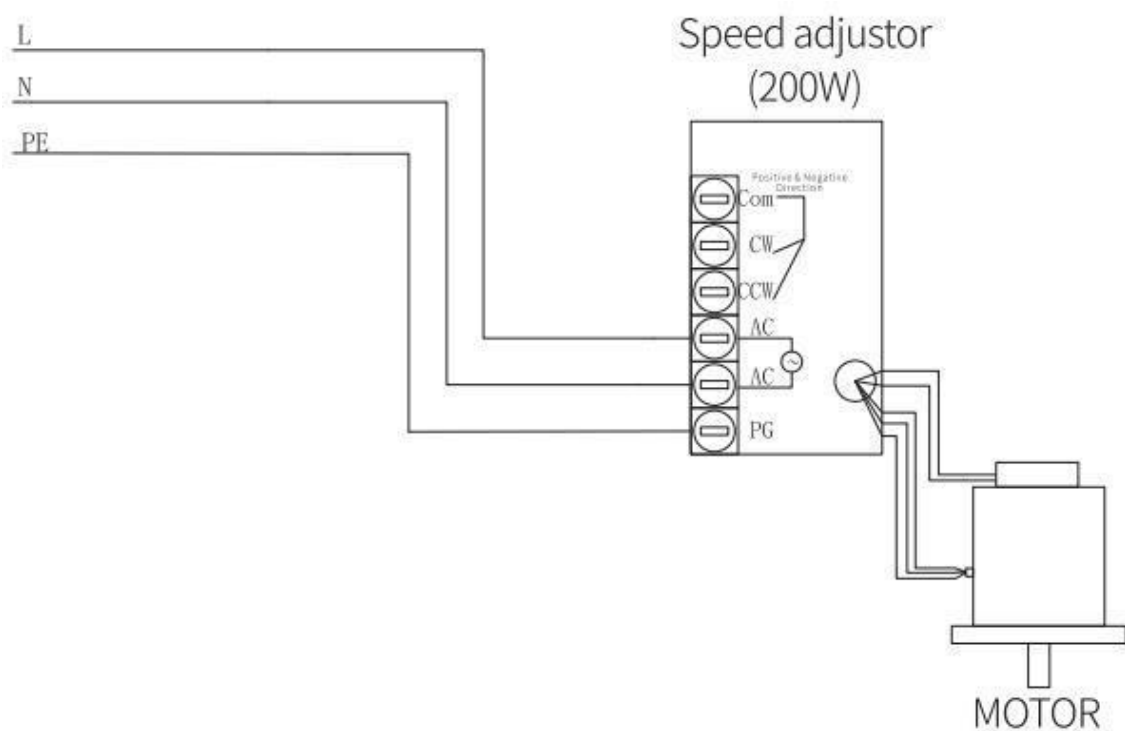 L
N
PE
Speed adjustor
(200W)
Positive & Negative
Direction
Com
CW
CCW
AC
AC
PG
MOTOR